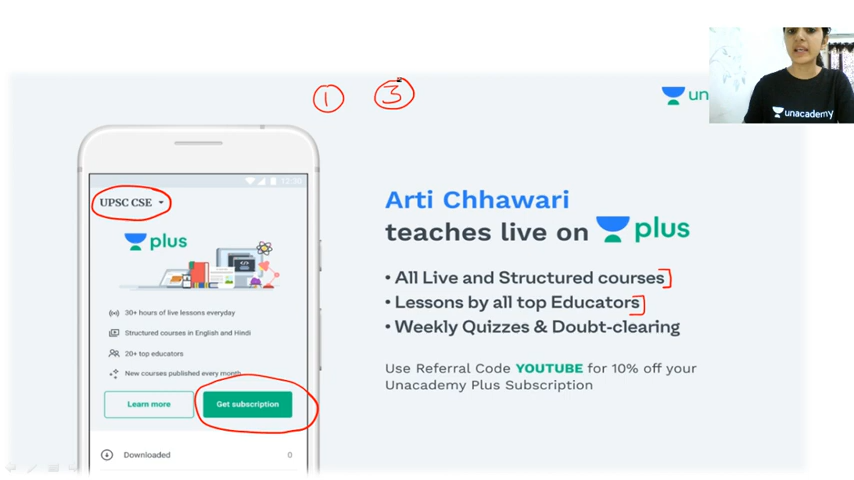 1 3
un
unacademy
12:30
UPSC CSE
plus
30+ hours of live lessons everyday
Structured courses in English and Hindi
20+ top educators
New courses published every month
Learn more
Get subscription
Downloaded 0
Arti Chhawari
teaches live on plus
• All Live and Structured courses
• Lessons by all top Educators
• Weekly Quizzes & Doubt-clearing
Use Referral Code YOUTUBE for 10% off your
Unacademy Plus Subscription